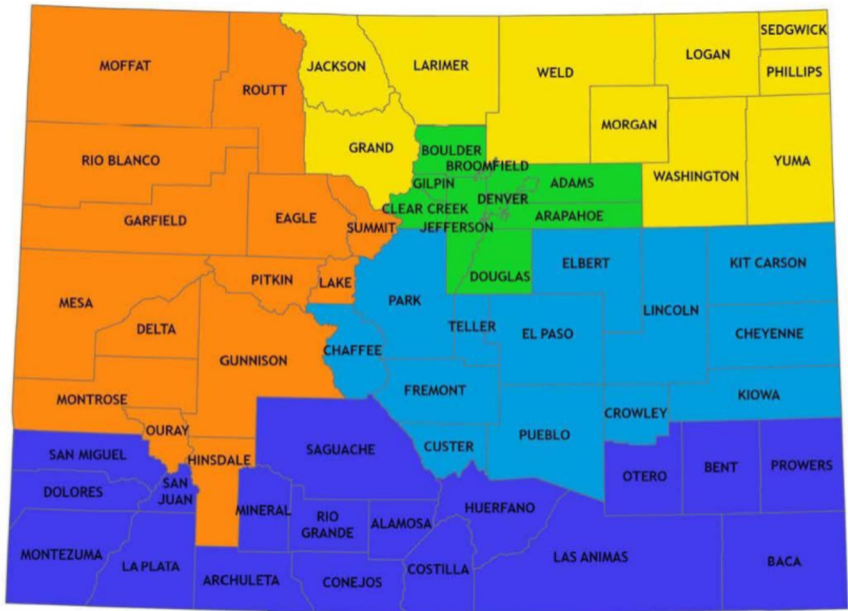 SEDGWICK
LOGAN
MOFFAT
JACKSON
LARIMER
WELD
PHILLIPS
ROUTT
MORGAN
GRAND
BOULDER
RIO BLANCO
BROOMFIELD
YUMA
WASHINGTON
GILPIN
ADAMS
DENVER
CLEAR CREEK
ARAPAHOE
GARFIELD
EAGLE
SUMMIT
JEFFERSON
ELBERT
KIT CARSON
DOUGLAS
PITKIN
LAKE
MESA
PARK
LINCOLN
DELTA
TELLER
EL PASO
CHEYENNE
CHAFFEE
GUNNISON
FREMONT
KIOWA
MONTROSE
CROWLEY
OURAY
PUEBLO
CUSTER
SAGUACHE
SAN MIGUEL
HINSDALE
BENT
PROWERS
OTERO
SAN
JUAN
DOLORES
HUERFANO
MINERAL
RIO
GRANDE
ALAMOSA
MONTEZUMA
LAS ANIMAS
BACA
LA PLATA
COSTILLA
ARCHULETA
CONEJOS